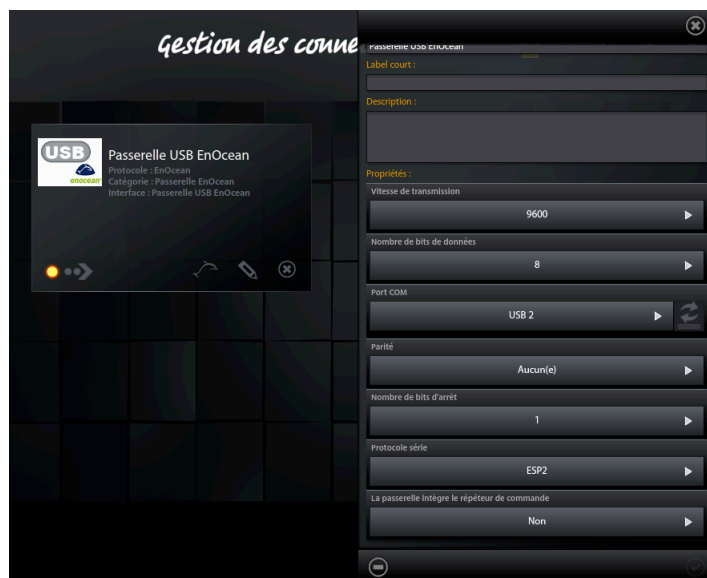 Gestion des conne
Passerelle USB EnOcean
Label court :
Description :
USB
enocean
Passerelle USB EnOcean
Protocole : EnOcean
Catégorie : Passerelle EnOcean
Interface : Passerelle USB EnOcean
Propriétés :
Vitesse de transmission
9600
Nombre de bits de données
8
Port COM
USB 2
Parité
Aucun(e)
Nombre de bits d'arrêt
1
Protocole série
ESP2
La passerelle intègre le répéteur de commande
Non